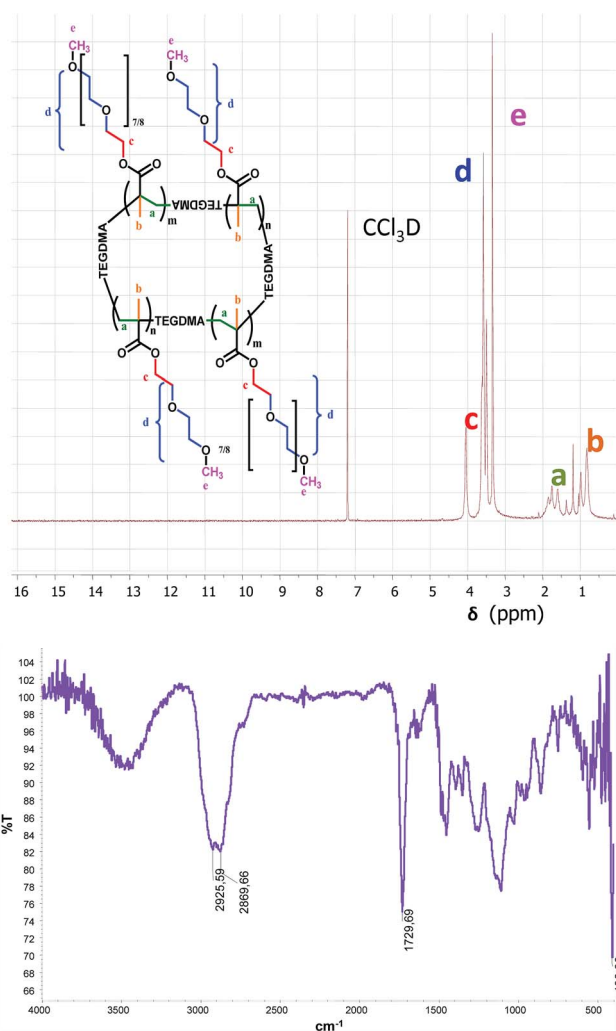 e
e
CH3
CH3
O
O
d
d
O
7/8
O
c
c
O
O
O
O
a
TEGDMA
a
m
n
b
b
TEGDMA
TEGDMA
b
b
a
n
TEGDMA
a
m
O
O
O
O
c
c
d
O
O
d
O
7/8
O
CH3
CH3
e
e
CCl3D
e
d
c
b
a
16 15 14 13 12 11 10 9 8 7 6 5 4 3 2 1
δ (ppm)
104
102
100
98
96
94
92
90
88
86
84
82
80
78
76
74
72
70
68
66
%T
2925,59
2869,66
1729,69
4000 3500 3000 2500 2000 1500 1000 500
cm-1